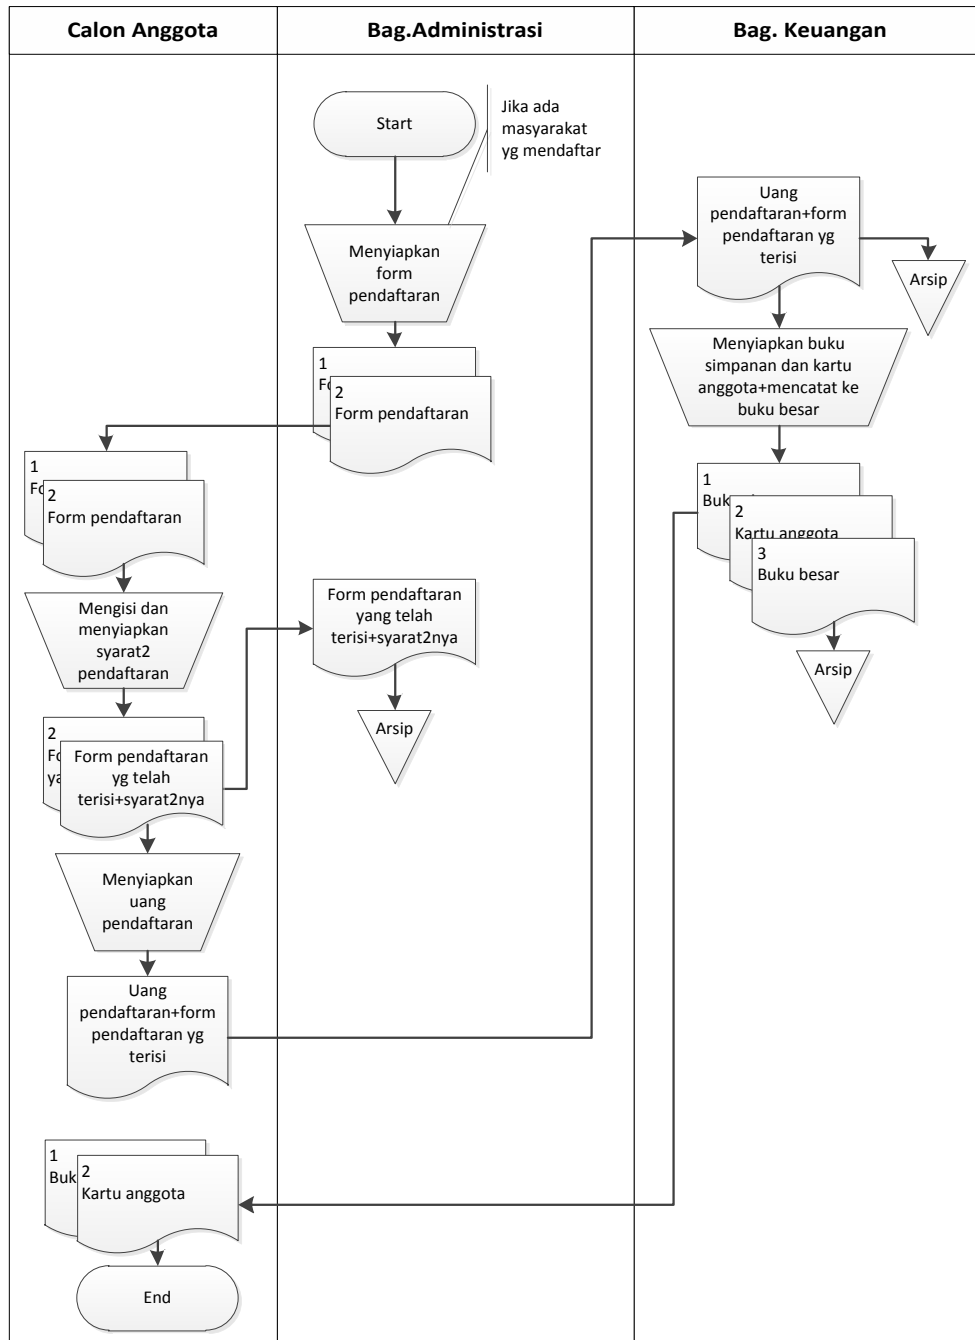 Calon Anggota
Bag.Administrasi
Bag. Keuangan
Start
Jika ada
masyarakat
yg mendaftar
Menyiapkan
form
pendaftaran
1
2
Form pendaftaran
1
2
Form pendaftaran
Mengisi dan
menyiapkan
syarat2
pendaftaran
2
Form pendaftaran
yg telah
terisi+syarat2nya
Form pendaftaran
yang telah
terisi+syarat2nya
Arsip
Menyiapkan
uang
pendaftaran
Uang
pendaftaran+form
pendaftaran yg
terisi
Uang
pendaftaran+form
pendaftaran yg
terisi
Arsip
Menyiapkan buku
simpanan dan kartu
anggota+mencatat ke
buku besar
1
2
Kartu anggota
3
Buku besar
Arsip
1
2
Kartu anggota
End